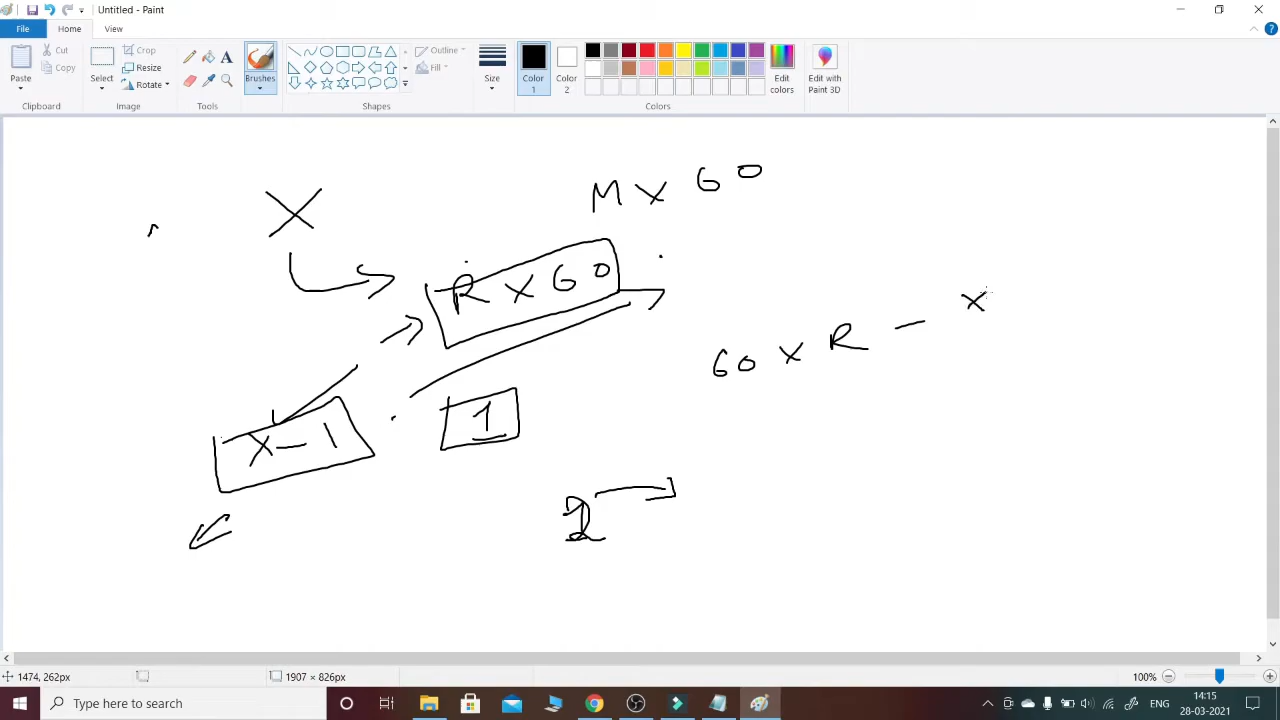 Untitled - Paint
File Home View
Paste
Cut
Copy
Clipboard
Select
Crop
Resize
Rotate
Image
Tools
Brushes
Shapes
Outline
Fill
Size
Color 1
Color 2
Edit colors
Colors
Edit with Paint 3D
X
M X 60
R X 60
60 X R - X
X-1
1
2
1474, 262px
1907 × 826px
100%
Type here to search
ENG
14:15
28-03-2021